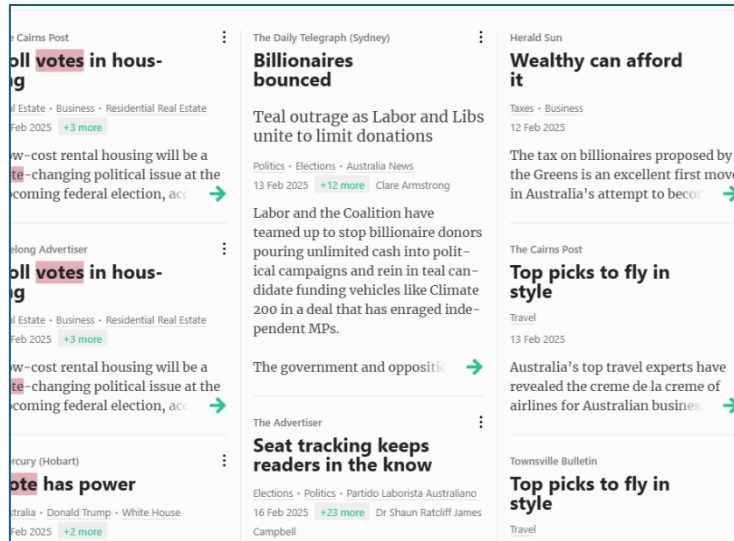 e Cairns Post
oll votes in hous-
g
l Estate • Business • Residential Real Estate
Feb 2025 +3 more
w-cost rental housing will be a
te-changing political issue at the
coming federal election, acc
elong Advertiser
oll votes in hous-
g
l Estate • Business • Residential Real Estate
Feb 2025 +3 more
w-cost rental housing will be a
te-changing political issue at the
coming federal election, acc
ercury (Hobart)
ote has power
stralia • Donald Trump • White House
Feb 2025 +2 more
The Daily Telegraph (Sydney)
Billionaires
bounced
Teal outrage as Labor and Libs
unite to limit donations
Politics • Elections • Australia News
13 Feb 2025 +12 more Clare Armstrong
Labor and the Coalition have
teamed up to stop billionaire donors
pouring unlimited cash into polit-
ical campaigns and rein in teal can-
didate funding vehicles like Climate
200 in a deal that has enraged inde-
pendent MPs.
The government and oppositi
The Advertiser
Seat tracking keeps
readers in the know
Elections • Politics • Partido Laborista Australiano
16 Feb 2025 +23 more Dr Shaun Ratcliff James
Campbell
Herald Sun
Wealthy can afford
it
Taxes • Business
12 Feb 2025
The tax on billionaires proposed by
the Greens is an excellent first move
in Australia's attempt to beco
The Cairns Post
Top picks to fly in
style
Travel
13 Feb 2025
Australia's top travel experts have
revealed the creme de la creme of
airlines for Australian busines
Townsville Bulletin
Top picks to fly in
style
Travel